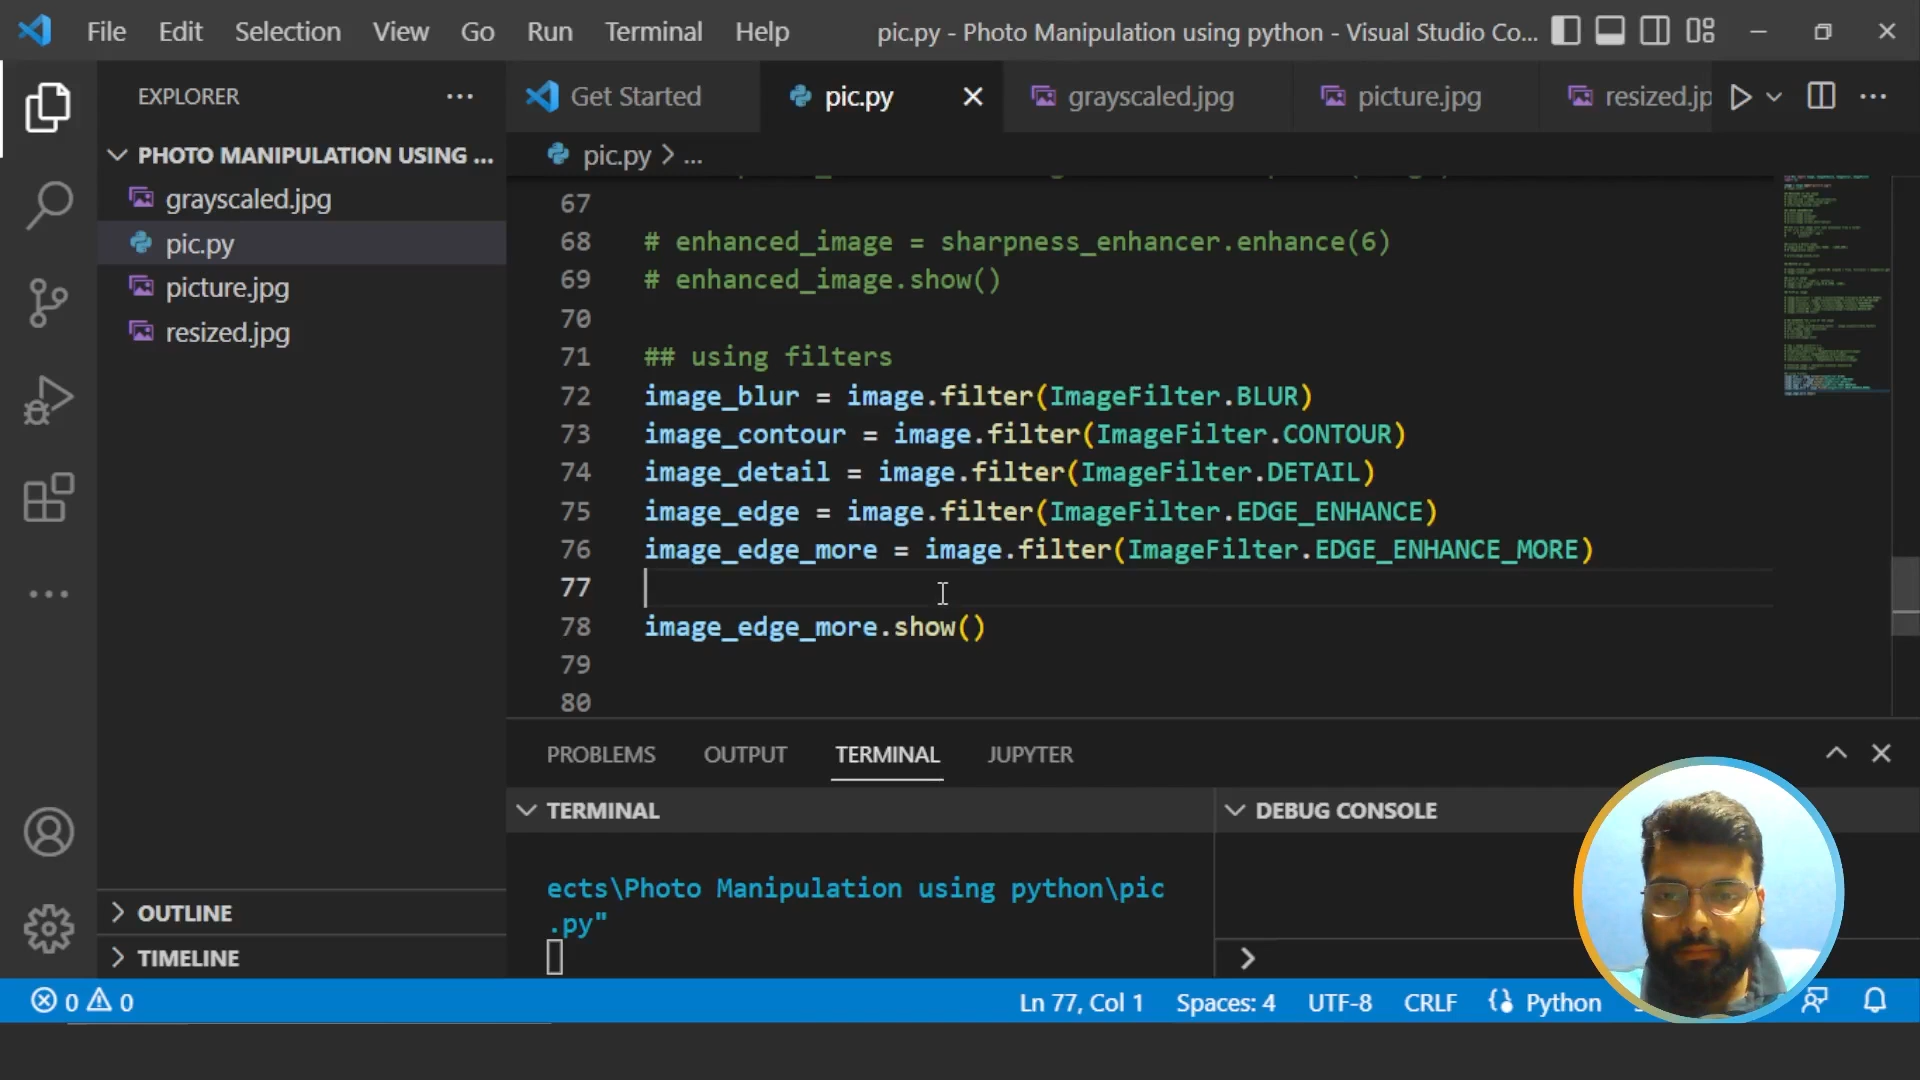 File Edit Selection View Go Run Terminal Help pic.py - Photo Manipulation using python - Visual Studio Co...
EXPLORER
PHOTO MANIPULATION USING ...
grayscaled.jpg
pic.py
picture.jpg
resized.jpg
OUTLINE
TIMELINE
Get Started pic.py grayscaled.jpg picture.jpg resized.jp
pic.py > ...
67
68 # enhanced_image = sharpness_enhancer.enhance(6)
69 # enhanced_image.show()
70
71 ## using filters
72 image_blur = image.filter(ImageFilter.BLUR)
73 image_contour = image.filter(ImageFilter.CONTOUR)
74 image_detail = image.filter(ImageFilter.DETAIL)
75 image_edge = image.filter(ImageFilter.EDGE_ENHANCE)
76 image_edge_more = image.filter(ImageFilter.EDGE_ENHANCE_MORE)
77
78 image_edge_more.show()
79
80
PROBLEMS OUTPUT TERMINAL JUPYTER
TERMINAL
ects\Photo Manipulation using python\pic
.py"
DEBUG CONSOLE
0 0 Ln 77, Col 1 Spaces: 4 UTF-8 CRLF Python